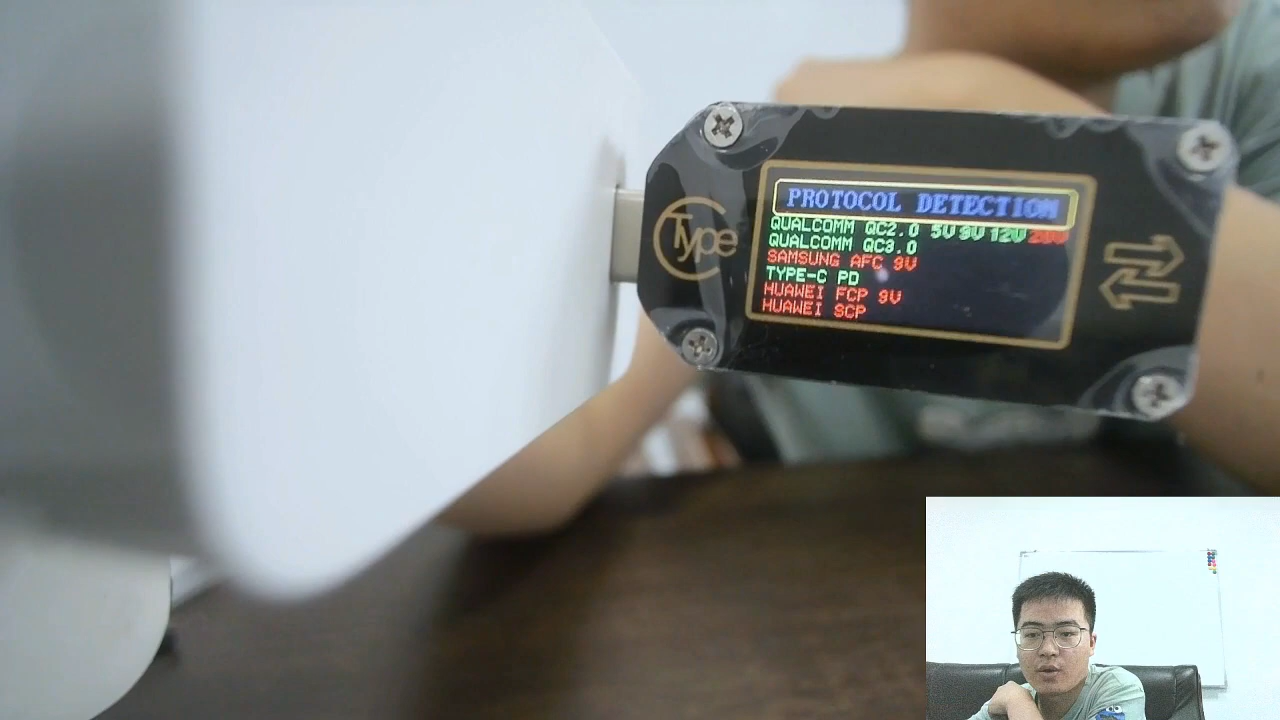 Type
PROTOCOL DETECTION
QUALCOMM QC2.0 5V 9V 12V 20V
QUALCOMM QC3.0
SAMSUNG AFC 9V
TYPE-C PD
HUAWEI FCP 9V
HUAWEI SCP